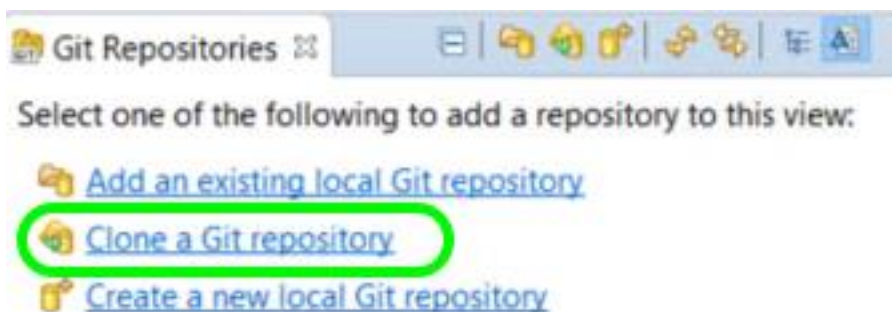 Git Repositories
Select one of the following to add a repository to this view:
Add an existing local Git repository
Clone a Git repository
Create a new local Git repository